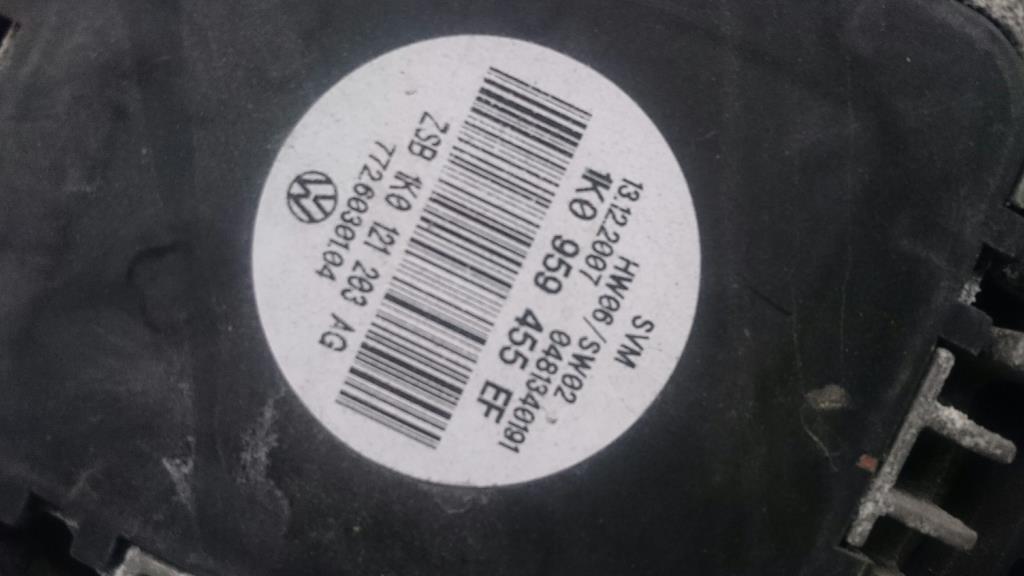 SVM
HW06/SW02
13.12.2007 0481340191
1K0 959 455 EF
ZSB 1K0 121 203 AG
7726030104